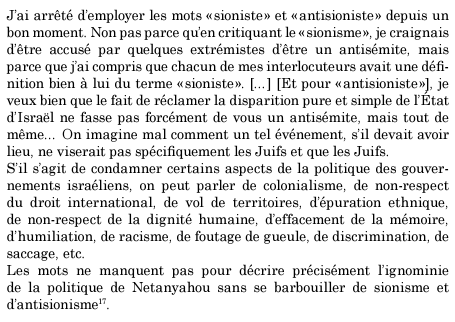 J'ai arrêté d'employer les mots «sioniste» et «antisioniste» depuis un
bon moment. Non pas parce qu'en critiquant le «sionisme», je craignais
d'être accusé par quelques extrémistes d'être un antisémite, mais
parce que j'ai compris que chacun de mes interlocuteurs avait une défi-
nition bien à lui du terme «sioniste». [...] [Et pour «antisioniste»], je
veux bien que le fait de réclamer la disparition pure et simple de l'État
d'Israël ne fasse pas forcément de vous un antisémite, mais tout de
même... On imagine mal comment un tel événement, s'il devait avoir
lieu, ne viserait pas spécifiquement les Juifs et que les Juifs.
S'il s'agit de condamner certains aspects de la politique des gouver-
nements israéliens, on peut parler de colonialisme, de non-respect
du droit international, de vol de territoires, d'épuration ethnique,
de non-respect de la dignité humaine, d'effacement de la mémoire,
d'humiliation, de racisme, de foutage de gueule, de discrimination, de
saccage, etc.
Les mots ne manquent pas pour décrire précisément l'ignominie
de la politique de Netanyahou sans se barbouiller de sionisme et
d'antisionisme¹⁷.